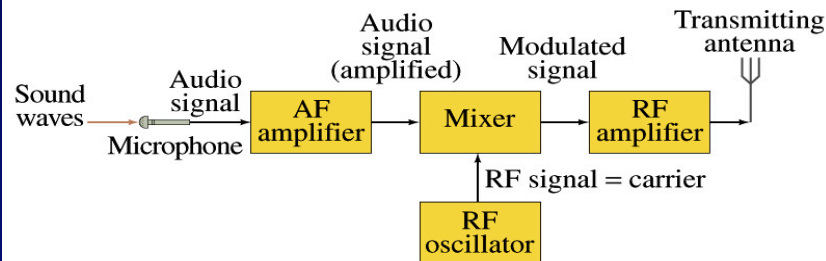 Sound
waves
Microphone
Audio
signal
AF
amplifier
Audio
signal
(amplified)
Mixer
RF signal = carrier
RF
oscillator
Modulated
signal
RF
amplifier
Transmitting
antenna